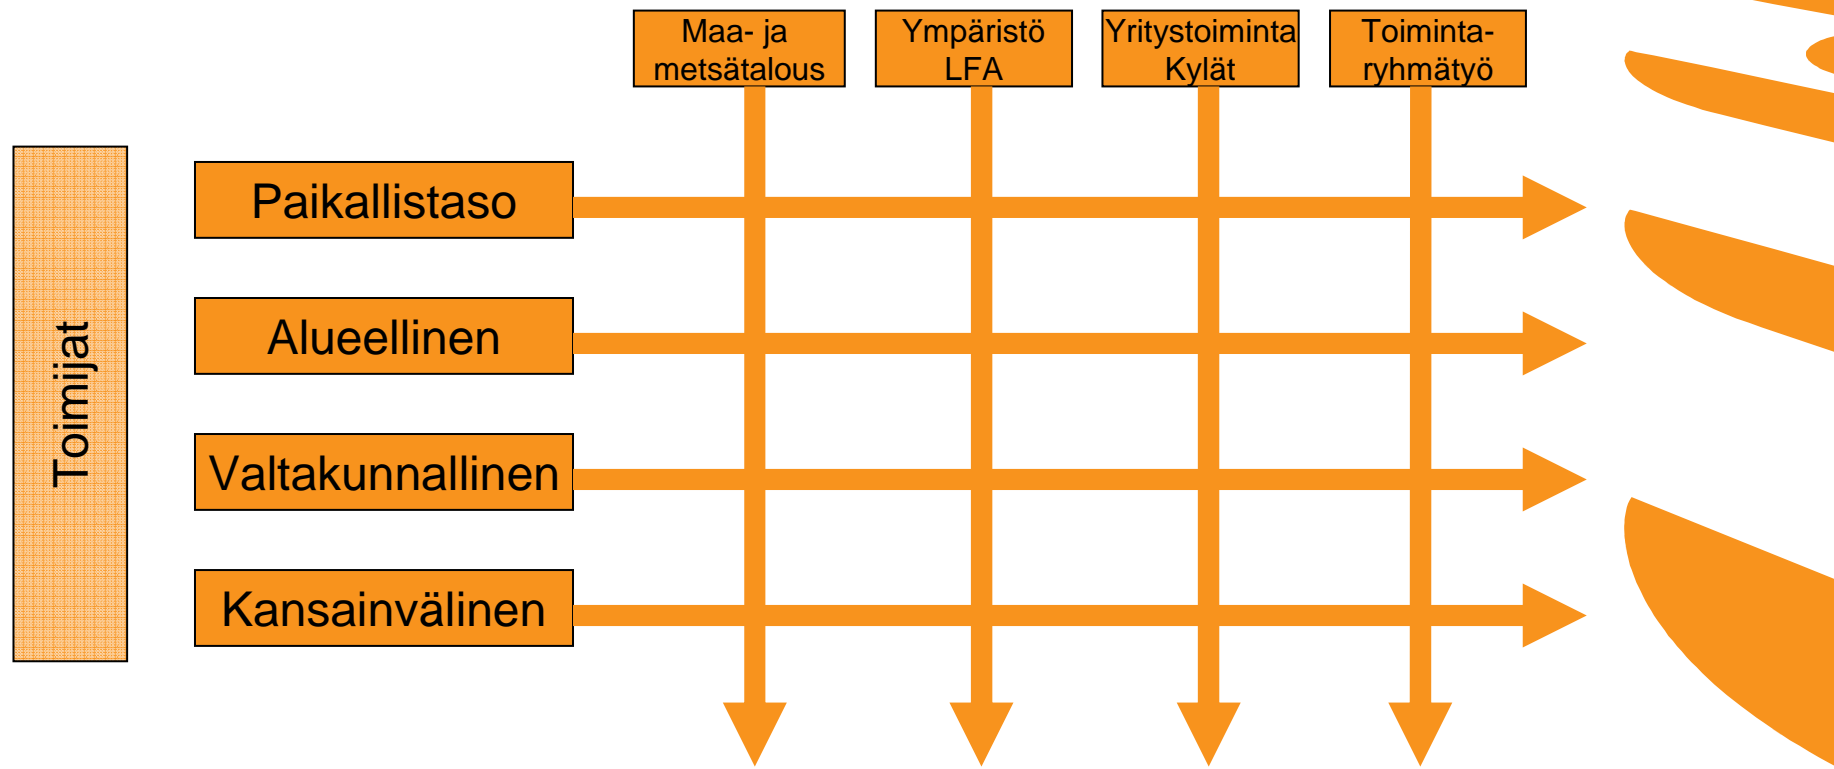 Maa- ja
metsätalous
Ympäristö
LFA
Yritystoiminta
Kylät
Toiminta-
ryhmätyö
Toimijat
Paikallistaso
Alueellinen
Valtakunnallinen
Kansainvälinen